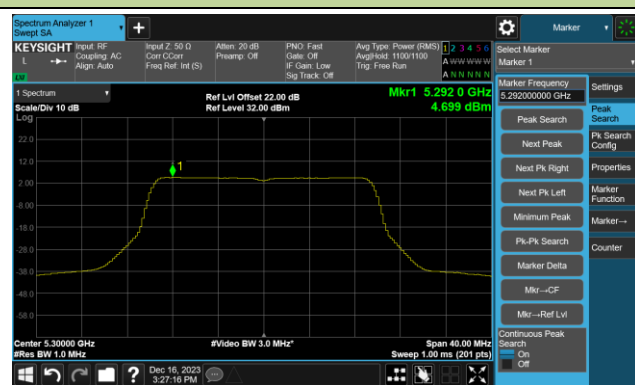 Spectrum Analyzer 1
Swept SA
Marker
KEYSIGHT
L
Input: RF
Coupling: AC
Align: Auto
Input Z: 50 Ω
Corr CCorr
Freq Ref: Int (S)
Atten: 20 dB
Preamp: Off
PNO: Fast
Gate: Off
IF Gain: Low
Sig Track: Off
Avg Type: Power (RMS)
Avg|Hold: 1100/1100
Trig: Free Run
1 2 3 4 5 6
A W W W W W
A N N N N N
Select Marker
Marker 1
1 Spectrum
Scale/Div 10 dB
Log
Ref Lvl Offset 22.00 dB
Ref Level 32.00 dBm
Mkr1 5.292 0 GHz
4.699 dBm
22.0
12.0
2.00
-8.00
-18.0
-28.0
-38.0
-48.0
-58.0
1
Center 5.30000 GHz
#Res BW 1.0 MHz
#Video BW 3.0 MHz*
Span 40.00 MHz
Sweep 1.00 ms (201 pts)
Marker Frequency
5.292000000 GHz
Peak Search
Next Peak
Next Pk Right
Next Pk Left
Minimum Peak
Pk-Pk Search
Marker Delta
Mkr→CF
Mkr→Ref Lvl
Continuous Peak
Search
On
Off
Settings
Peak
Search
Pk Search
Config
Properties
Marker
Function
Marker→
Counter
Dec 16, 2023
3:27:16 PM